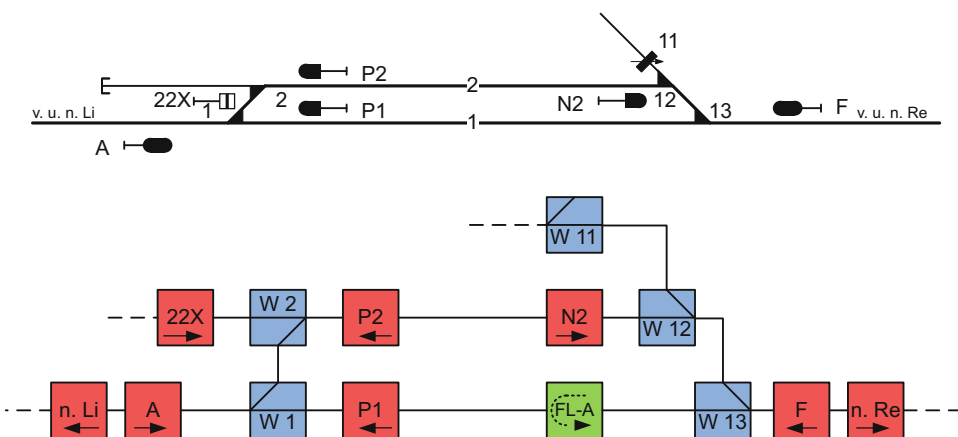 11
P2
2
22X
1
2
P1
N2
12
13
F
v. u. n. Li
1
v. u. n. Re
A
W 11
22X
W 2
P2
N2
W 12
n. Li
A
W 1
P1
FL-A
W 13
F
n. Re